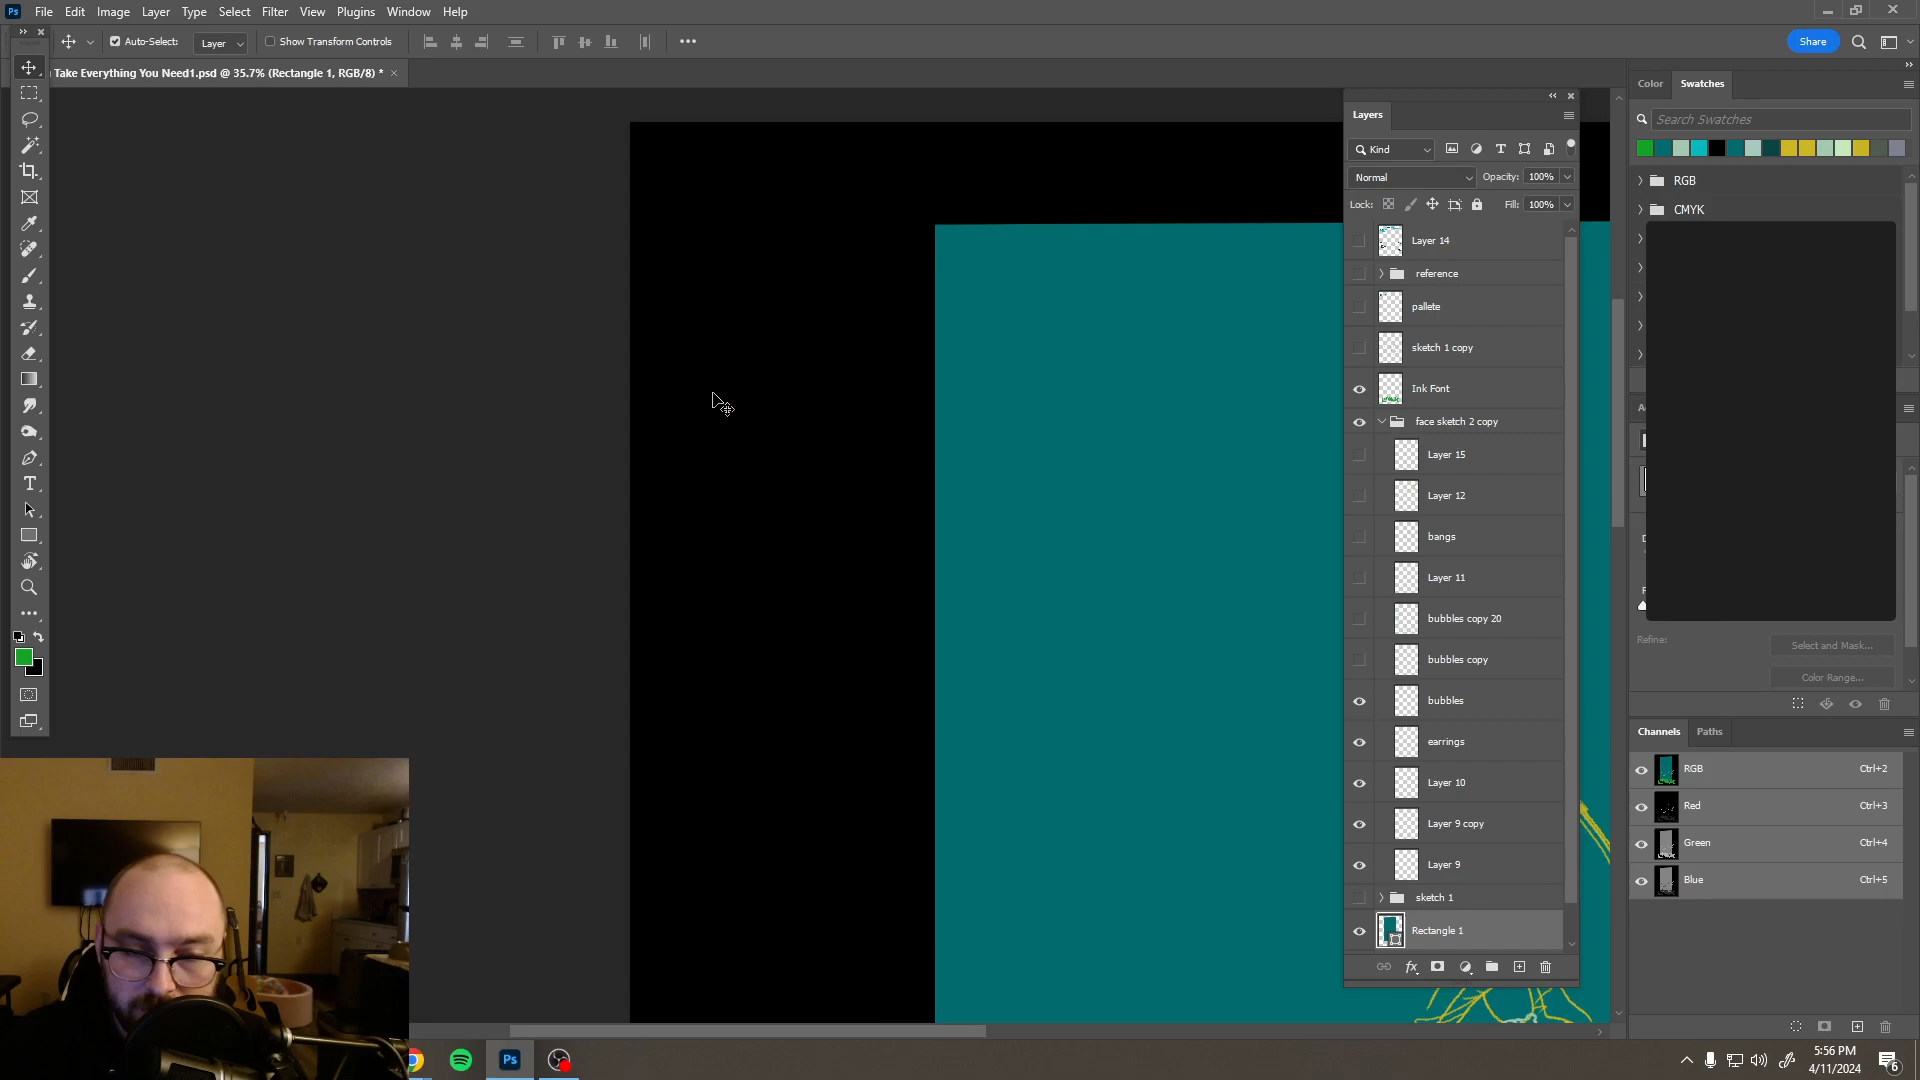 Ps File Edit Image Layer Type Select Filter View Plugins Window Help
Auto-Select: Layer Show Transform Controls Share
Take Everything You Need1.psd @ 35.7% (Rectangle 1, RGB/8) *
Color Swatches
Search Swatches
RGB
CMYK
Layers
Kind
Normal Opacity: 100%
Lock: Fill: 100%
Layer 14
reference
pallete
sketch 1 copy
Ink Font
face sketch 2 copy
Layer 15
Layer 12
bangs
Layer 11
bubbles copy 20
bubbles copy
bubbles
earrings
Layer 10
Layer 9 copy
Layer 9
sketch 1
Rectangle 1
fx
Refine:
Select and Mask...
Color Range...
Channels Paths
RGB Ctrl+2
Red Ctrl+3
Green Ctrl+4
Blue Ctrl+5
Ps
5:56 PM
4/11/2024
6